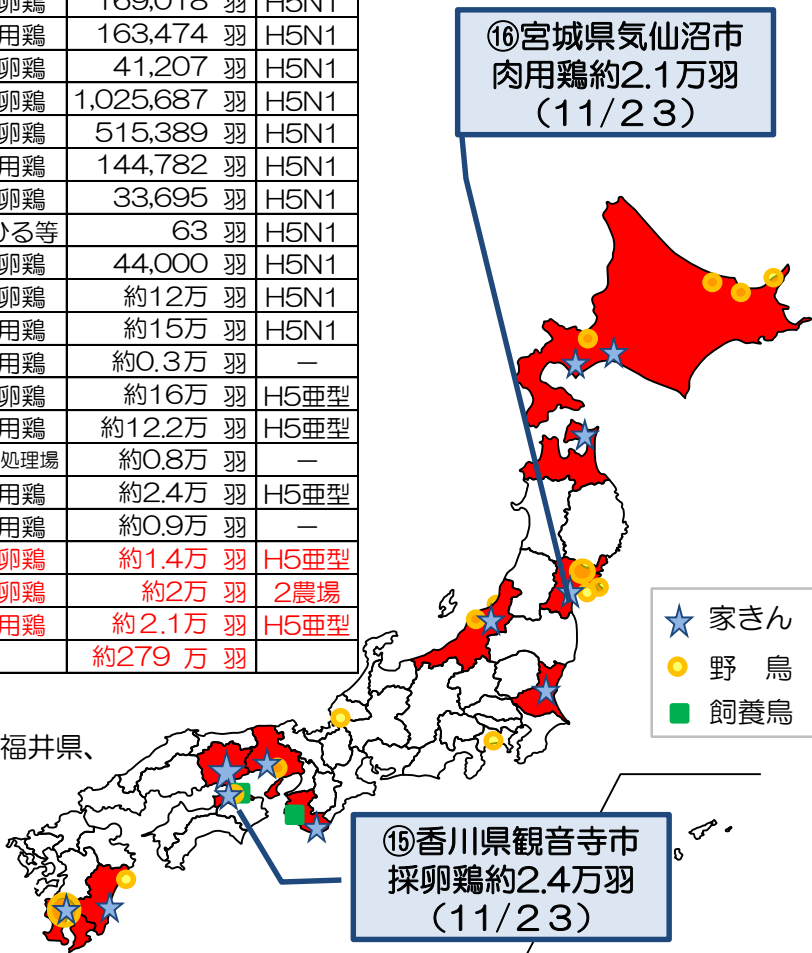 卵鶏 169,018 羽 H5N1
用鶏 163,474 羽 H5N1
卵鶏 41,207 羽 H5N1
卵鶏 1,025,687 羽 H5N1
卵鶏 515,389 羽 H5N1
用鶏 144,782 羽 H5N1
卵鶏 33,695 羽 H5N1
ひる等 63 羽 H5N1
卵鶏 44,000 羽 H5N1
卵鶏 約12万 羽 H5N1
用鶏 約15万 羽 H5N1
用鶏 約0.3万 羽 －
卵鶏 約16万 羽 H5亜型
用鶏 約12.2万 羽 H5亜型
処理場 約0.8万 羽 －
用鶏 約2.4万 羽 H5亜型
用鶏 約0.9万 羽 －
卵鶏 約1.4万 羽 H5亜型
卵鶏 約2万 羽 2農場
用鶏 約2.1万 羽 H5亜型
約279 万 羽
福井県、
⑯宮城県気仙沼市
肉用鶏約2.1万羽
（11/23）
家きん
野 鳥
飼養鳥
⑮香川県観音寺市
採卵鶏約2.4万羽
（11/23）